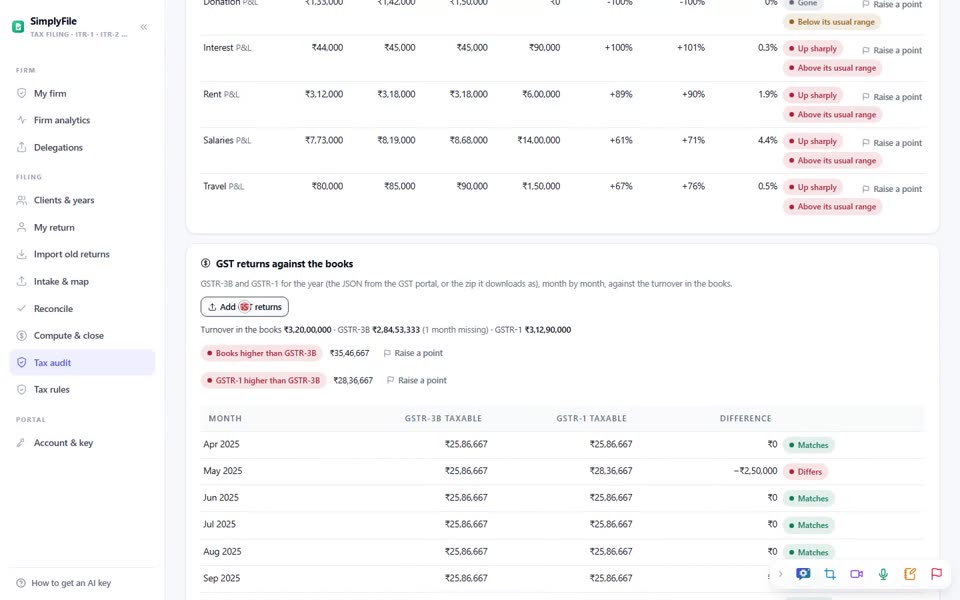 SimplyFile
TAX FILING · ITR-1 · ITR-2 ...
FIRM
My firm
Firm analytics
Delegations
FILING
Clients & years
My return
Import old returns
Intake & map
Reconcile
Compute & close
Tax audit
Tax rules
PORTAL
Account & key
How to get an AI key
Donation P&L ₹1,33,000 ₹1,42,000 ₹1,50,000 ₹0 -100% -100% 0% Gone Raise a point
Below its usual range
Interest P&L ₹44,000 ₹45,000 ₹45,000 ₹90,000 +100% +101% 0.3% Up sharply Raise a point
Above its usual range
Rent P&L ₹3,12,000 ₹3,18,000 ₹3,18,000 ₹6,00,000 +89% +90% 1.9% Up sharply Raise a point
Above its usual range
Salaries P&L ₹7,73,000 ₹8,19,000 ₹8,68,000 ₹14,00,000 +61% +71% 4.4% Up sharply Raise a point
Above its usual range
Travel P&L ₹80,000 ₹85,000 ₹90,000 ₹1,50,000 +67% +76% 0.5% Up sharply Raise a point
Above its usual range
GST returns against the books
GSTR-3B and GSTR-1 for the year (the JSON from the GST portal, or the zip it downloads as), month by month, against the turnover in the books.
Add returns
Turnover in the books ₹3,20,00,000 · GSTR-3B ₹2,84,53,333 (1 month missing) · GSTR-1 ₹3,12,90,000
Books higher than GSTR-3B ₹35,46,667 Raise a point
GSTR-1 higher than GSTR-3B ₹28,36,667 Raise a point
MONTH GSTR-3B TAXABLE GSTR-1 TAXABLE DIFFERENCE
Apr 2025 ₹25,86,667 ₹25,86,667 ₹0 Matches
May 2025 ₹25,86,667 ₹28,36,667 −₹2,50,000 Differs
Jun 2025 ₹25,86,667 ₹25,86,667 ₹0 Matches
Jul 2025 ₹25,86,667 ₹25,86,667 ₹0 Matches
Aug 2025 ₹25,86,667 ₹25,86,667 ₹0 Matches
Sep 2025 ₹25,86,667 ₹25,86,667